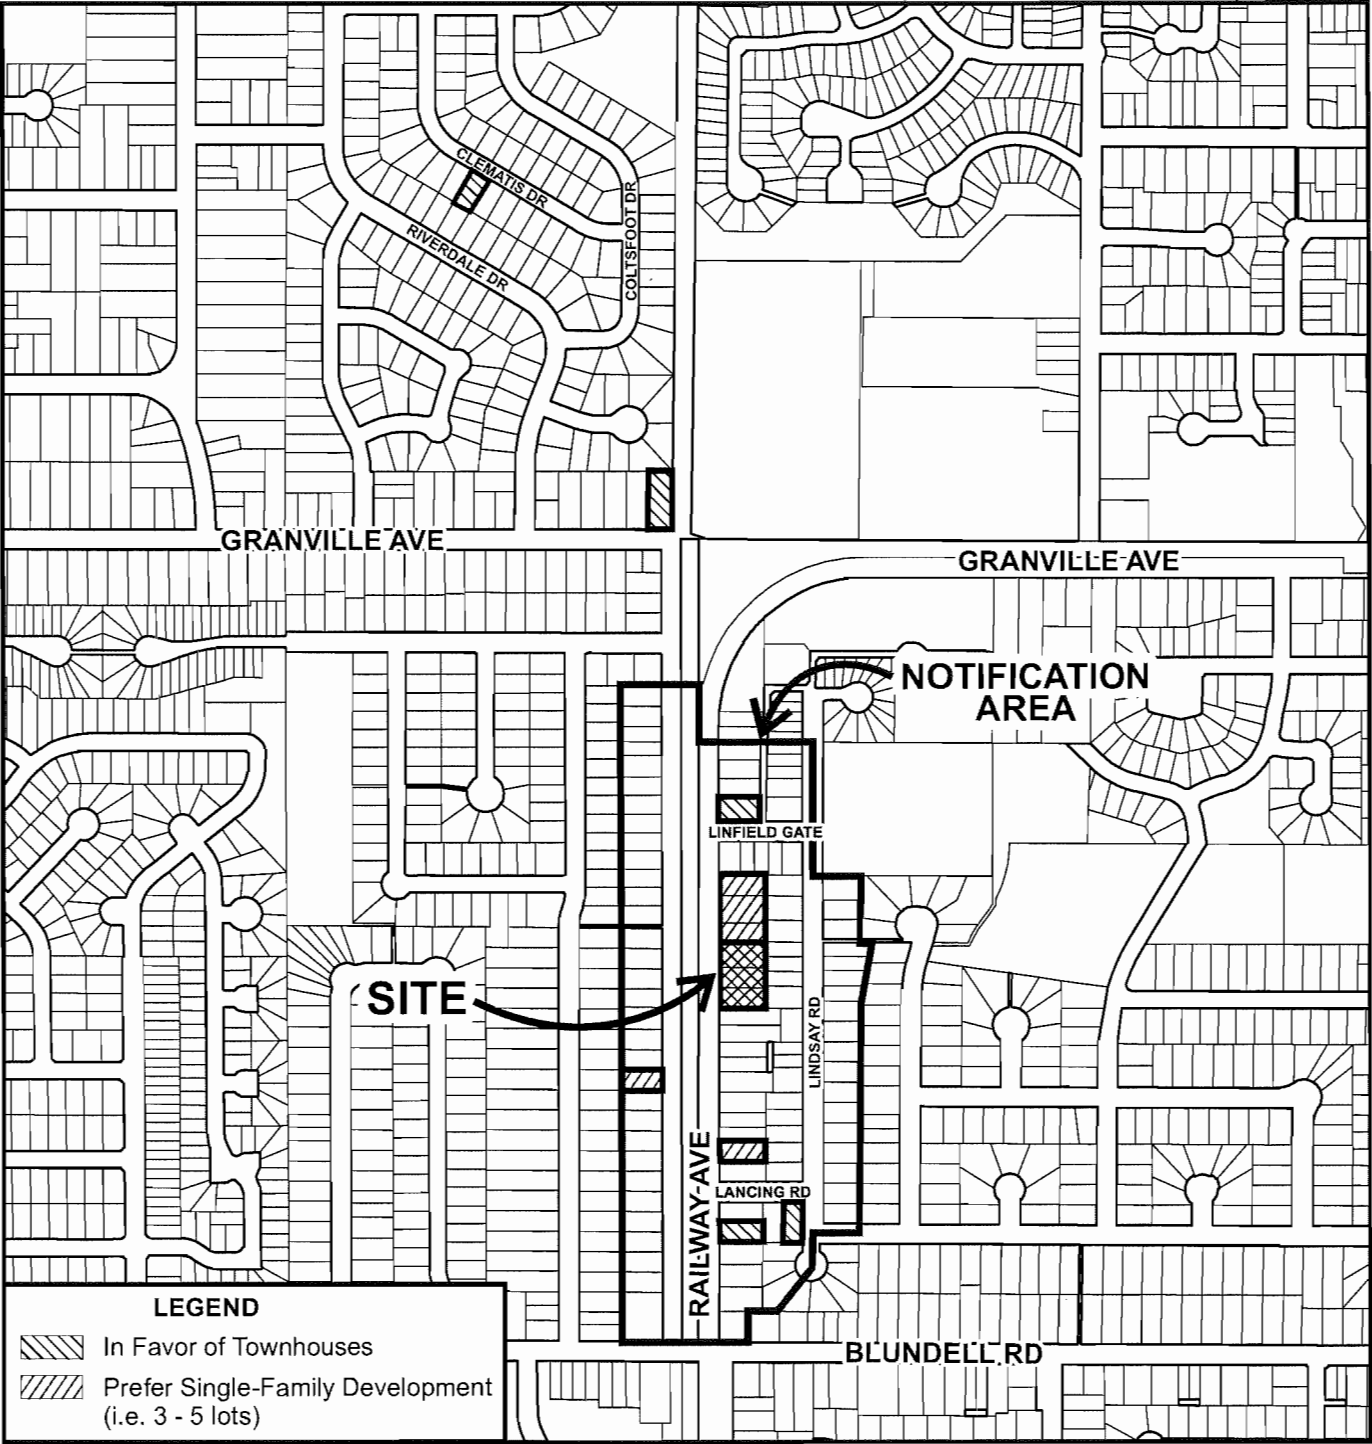 CLEMATIS DR
COLTSFOOT DR
RIVERDALE DR
GRANVILLE AVE
GRANVILLE AVE
NOTIFICATION
AREA
LINFIELD GATE
SITE
LINDSAY RD
RAILWAY AVE
LANCING RD
BLUNDELL RD
LEGEND
In Favor of Townhouses
Prefer Single-Family Development
(i.e. 3 - 5 lots)